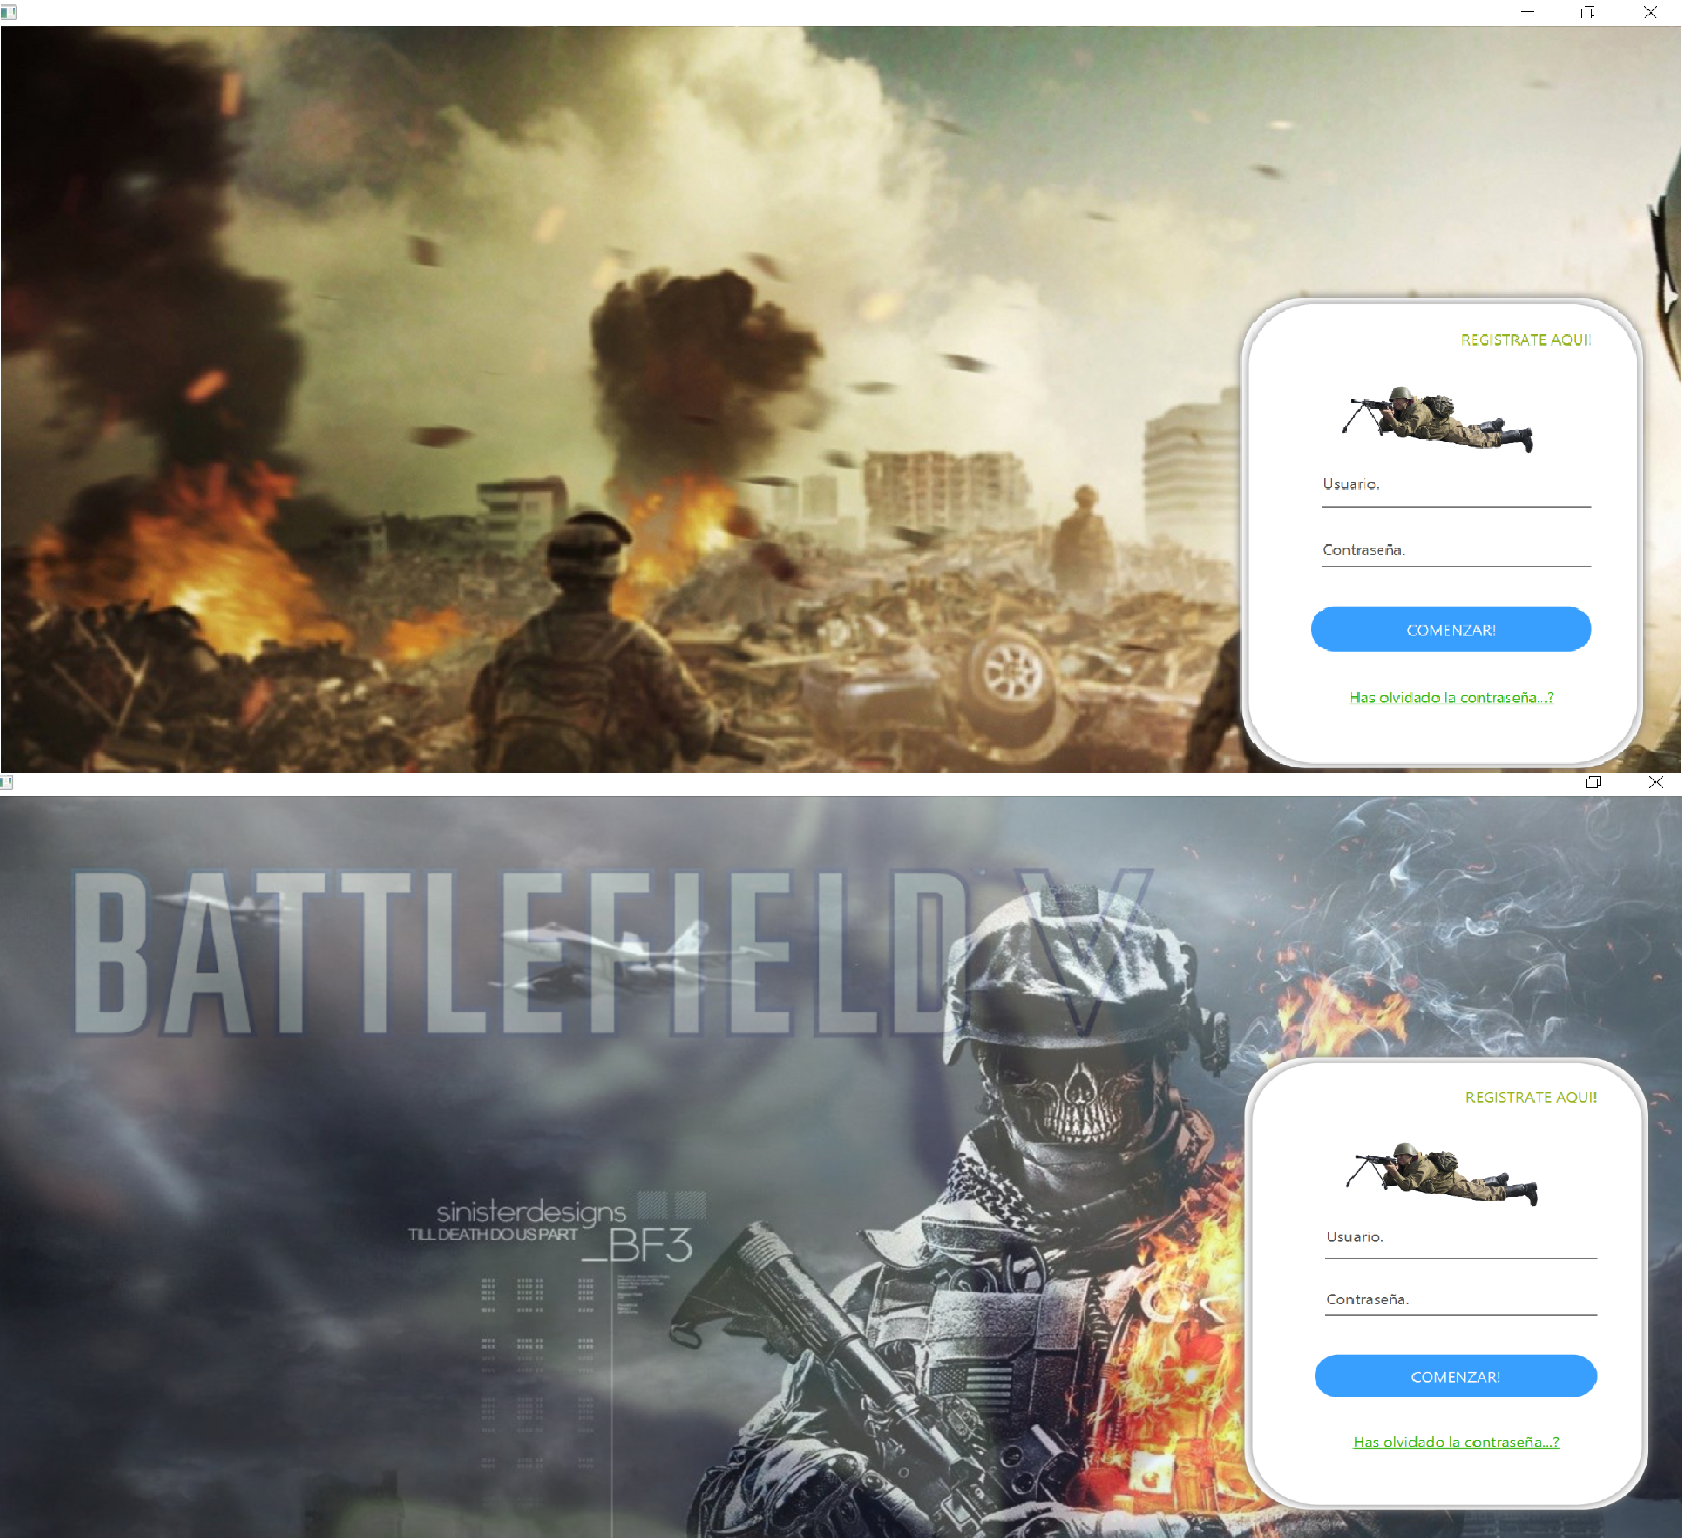 REGISTRATE AQUI!
Usuario.
Contraseña.
COMENZAR!
Has olvidado la contraseña...?
BATTLEFIELD V
REGISTRATE AQUI!
sinisterdesigns
TILL DEATH DO US PART
_BF3
Usuario.
Contraseña.
COMENZAR!
Has olvidado la contraseña...?